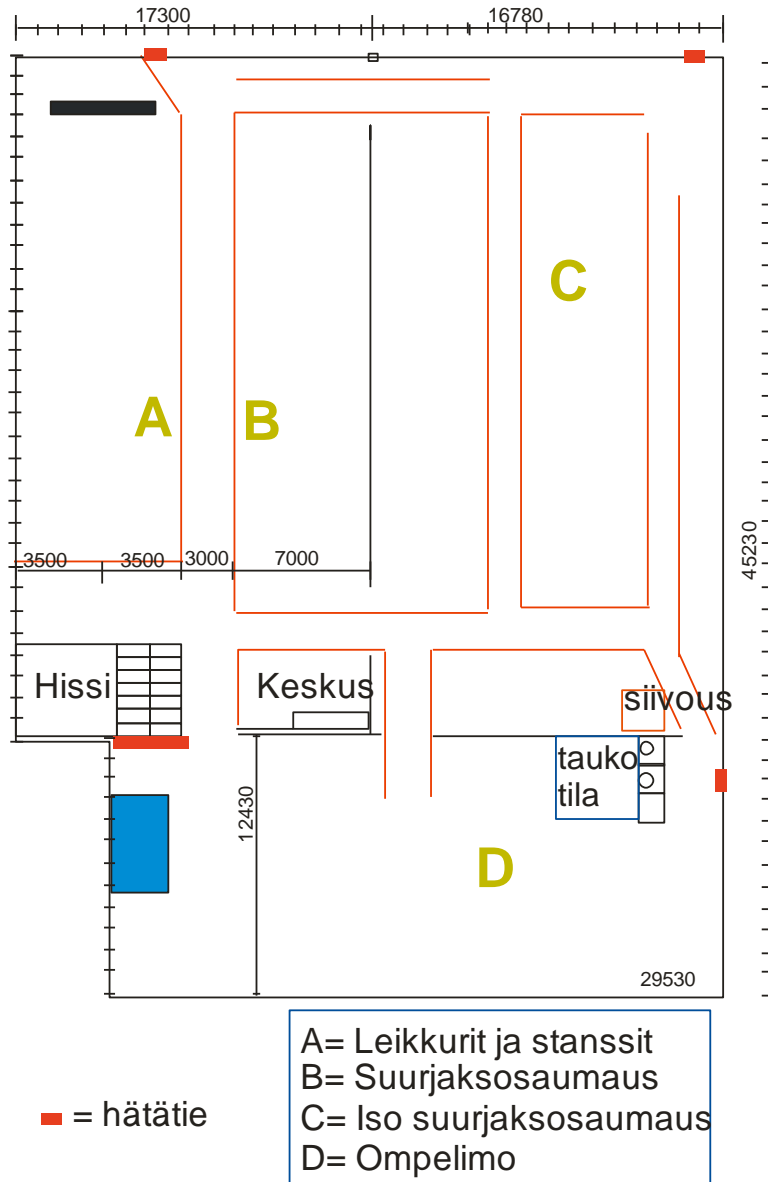 17300
16780
C
A
B
45230
3500
3500
3000
7000
Hissi
Keskus
siivous
tauko
tila
12430
D
29530
A= Leikkurit ja stanssit
B= Suurjaksosaumaus
C= Iso suurjaksosaumaus
D= Ompelimo
= hätätie